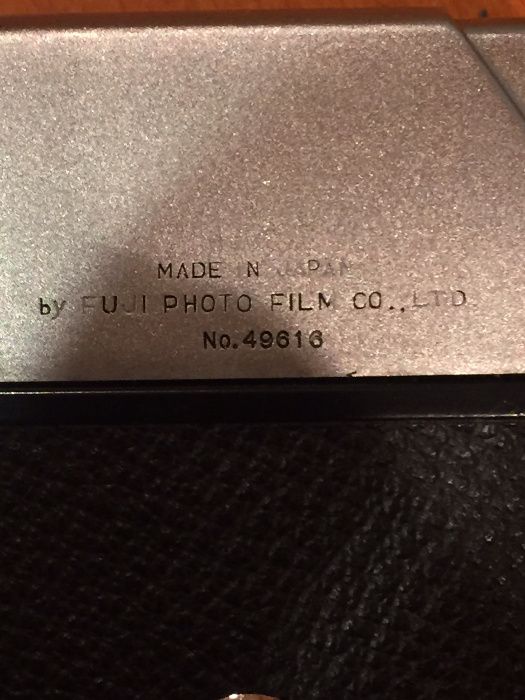 MADE IN JAPAN
by FUJI PHOTO FILM CO., LTD
No.49616